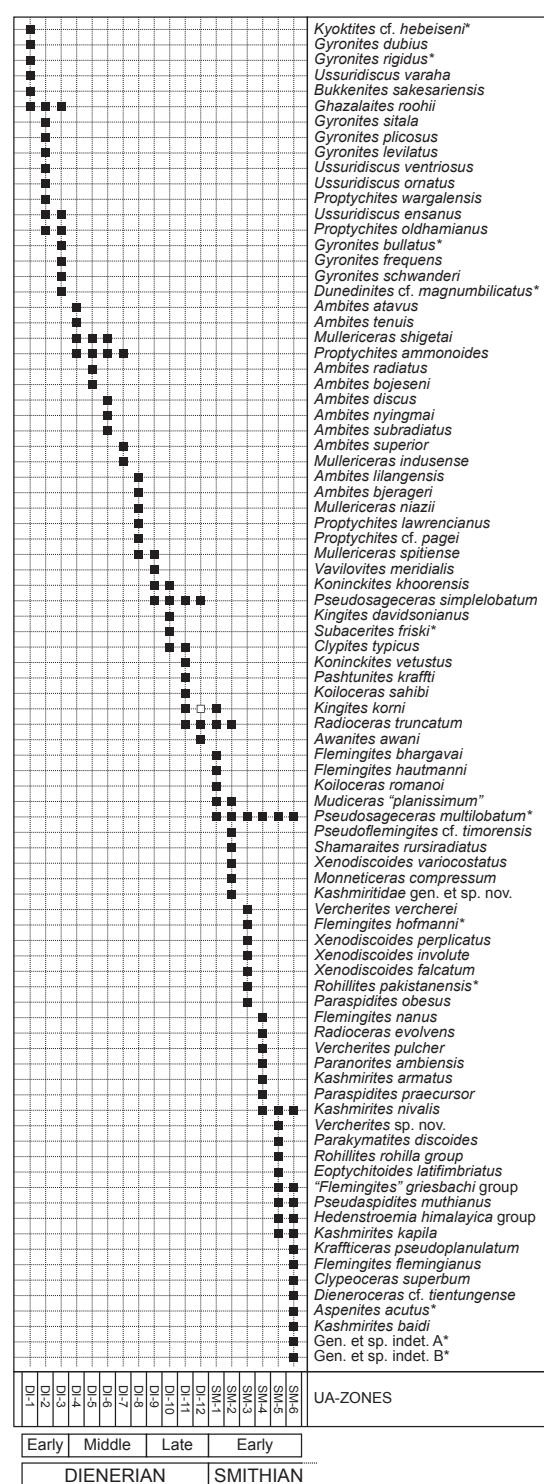 Kyoktites cf. hebeiseni*
Gyronites dubius
Gyronites rigidus*
Ussuridiscus varaha
Bukkenites sakesariensis
Ghazalaites roohii
Gyronites sitala
Gyronites plicosus
Gyronites levilatus
Ussuridiscus ventriosus
Ussuridiscus ornatus
Proptychites wargalensis
Ussuridiscus ensanus
Proptychites oldhamianus
Gyronites bullatus*
Gyronites frequens
Gyronites schwanderi
Dunedinites cf. magnumbilicatus*
Ambites atavus
Ambites tenuis
Mullericeras shigetai
Proptychites ammonoides
Ambites radiatus
Ambites bojeseni
Ambites discus
Ambites nyingmai
Ambites subradiatus
Ambites superior
Mullericeras indusense
Ambites lilangensis
Ambites bjerageri
Mullericeras niazii
Proptychites lawrencianus
Proptychites cf. pagei
Mullericeras spitiense
Vavilovites meridialis
Koninckites khoorensis
Pseudosageceras simplelobatum
Kingites davidsonianus
Subacerites friski*
Clypites typicus
Koninckites vetustus
Pashtunites kraffti
Koiloceras sahibi
Kingites korni
Radioceras truncatum
Awanites awani
Flemingites bhargavai
Flemingites hautmanni
Koiloceras romanoi
Mudiceras “planissimum”
Pseudosageceras multilobatum*
Pseudoflemingites cf. timorensis
Shamaraites rursiradiatus
Xenodiscoides variocostatus
Monneticeras compressum
Kashmiritidae gen. et sp. nov.
Vercherites vercherei
Flemingites hofmanni*
Xenodiscoides perplicatus
Xenodiscoides involute
Xenodiscoides falcatum
Rohillites pakistanensis*
Paraspidites obesus
Flemingites nanus
Radioceras evolvens
Vercherites pulcher
Paranorites ambiensis
Kashmirites armatus
Paraspidites praecursor
Kashmirites nivalis
Vercherites sp. nov.
Parakymatites discoides
Rohillites rohilla group
Eoptychitoides latifimbriatus
“Flemingites” griesbachi group
Pseudaspidites muthianus
Hedenstroemia himalayica group
Kashmirites kapila
Kraffticeras pseudoplanulatum
Flemingites flemingianus
Clypeoceras superbum
Dieneroceras cf. tientungense
Aspenites acutus*
Kashmirites baidi
Gen. et sp. indet. A*
Gen. et sp. indet. B*
DI-1 DI-2 DI-3 DI-4 DI-5 DI-6 DI-7 DI-8 DI-9 DI-10 DI-11 DI-12 SM-1 SM-2 SM-3 SM-4 SM-5 SM-6 UA-ZONES
Early Middle Late Early
DIENERIAN SMITHIAN